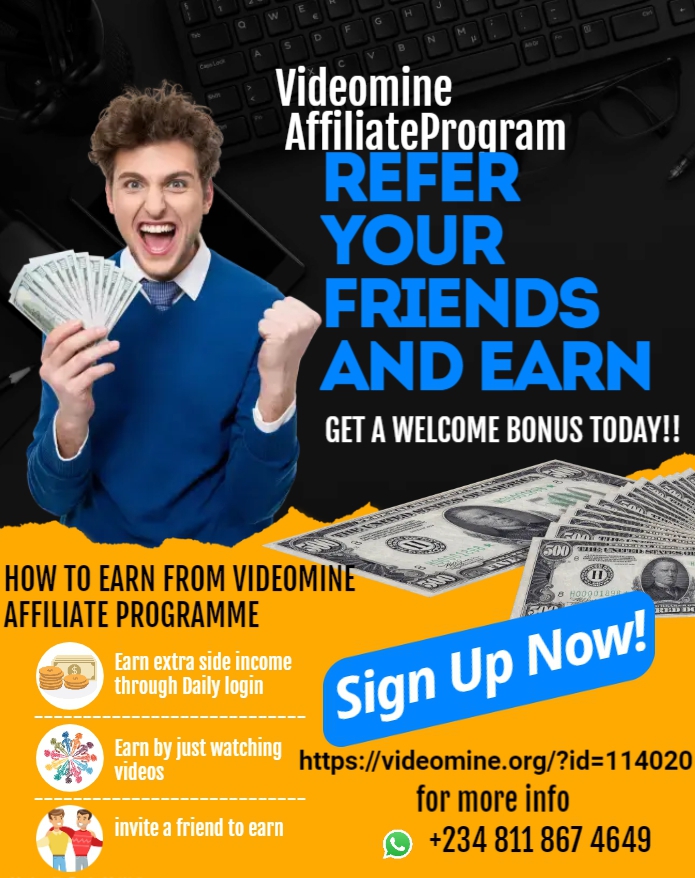 Videomine
AffiliateProgram
REFER
YOUR
FRIENDS
AND EARN
GET A WELCOME BONUS TODAY!!
HOW TO EARN FROM VIDEOMINE
AFFILIATE PROGRAMME
Earn extra side income
through Daily login
Earn by just watching
videos
invite a friend to earn
Sign Up Now!
https://videomine.org/?id=114020
for more info
+234 811 867 4649
500